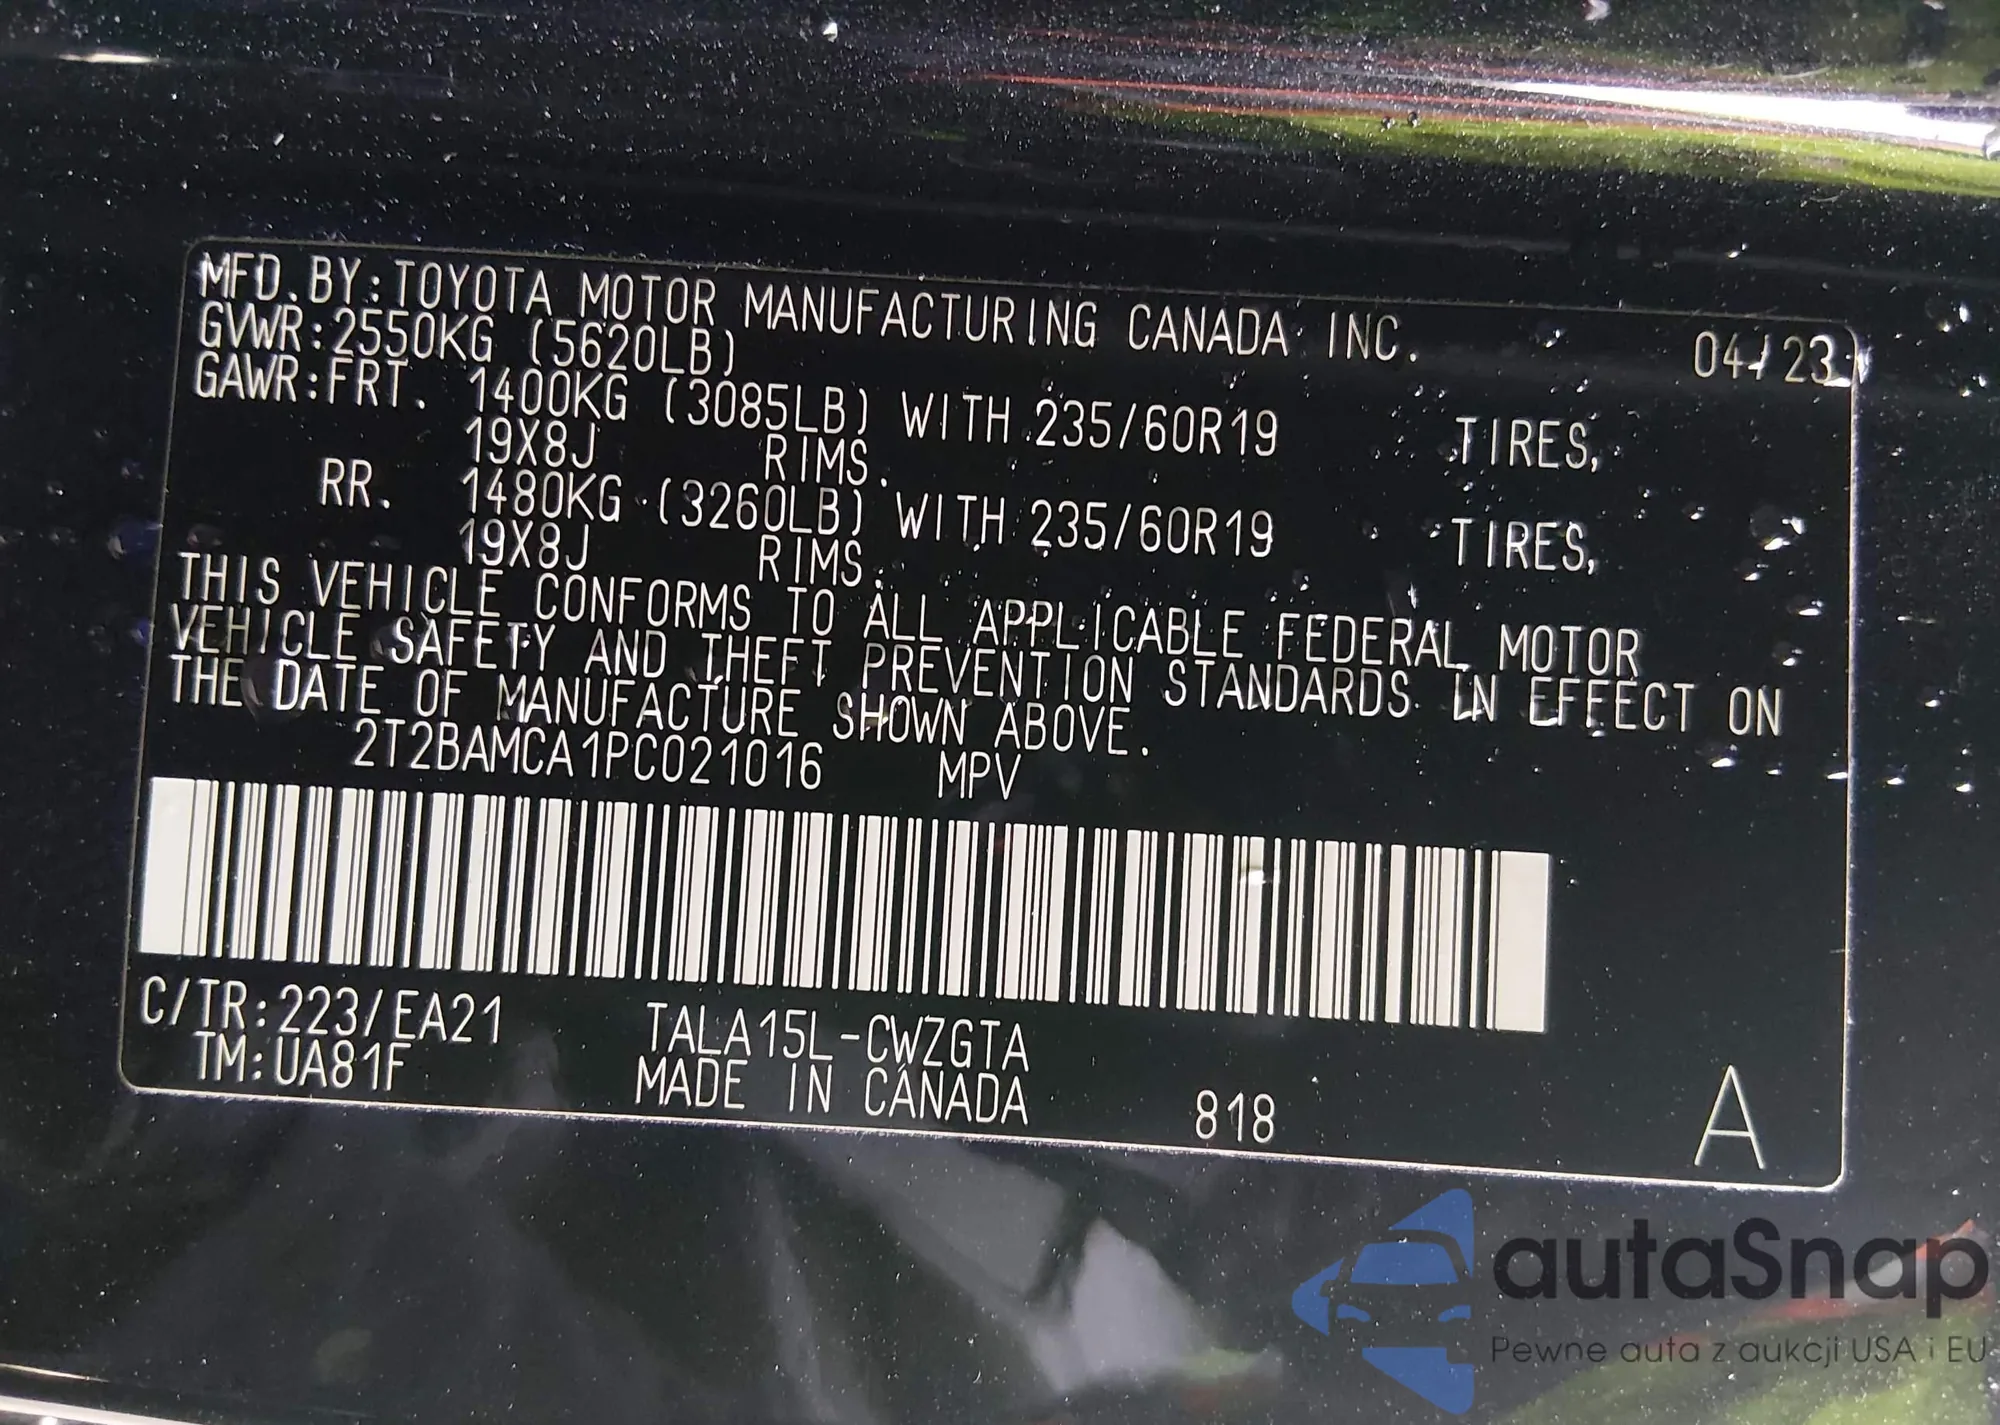 MFD. BY: TOYOTA MOTOR MANUFACTURING CANADA INC. 04/23
GVWR: 2550KG (5620LB)
GAWR: FRT. 1400KG (3085LB) WITH 235/60R19 TIRES,
19X8J RIMS.
RR. 1480KG (3260LB) WITH 235/60R19 TIRES,
19X8J RIMS.
THIS VEHICLE CONFORMS TO ALL APPLICABLE FEDERAL MOTOR
VEHICLE SAFETY AND THEFT PREVENTION STANDARDS IN EFFECT ON
THE DATE OF MANUFACTURE SHOWN ABOVE.
2T2BAMCA1PC021016 MPV
C/TR: 223/EA21 TALA15L-CWZGTA
TM: UA81F MADE IN CANADA 818 A
autaSnap
Pewne auta z aukcji USA i EU